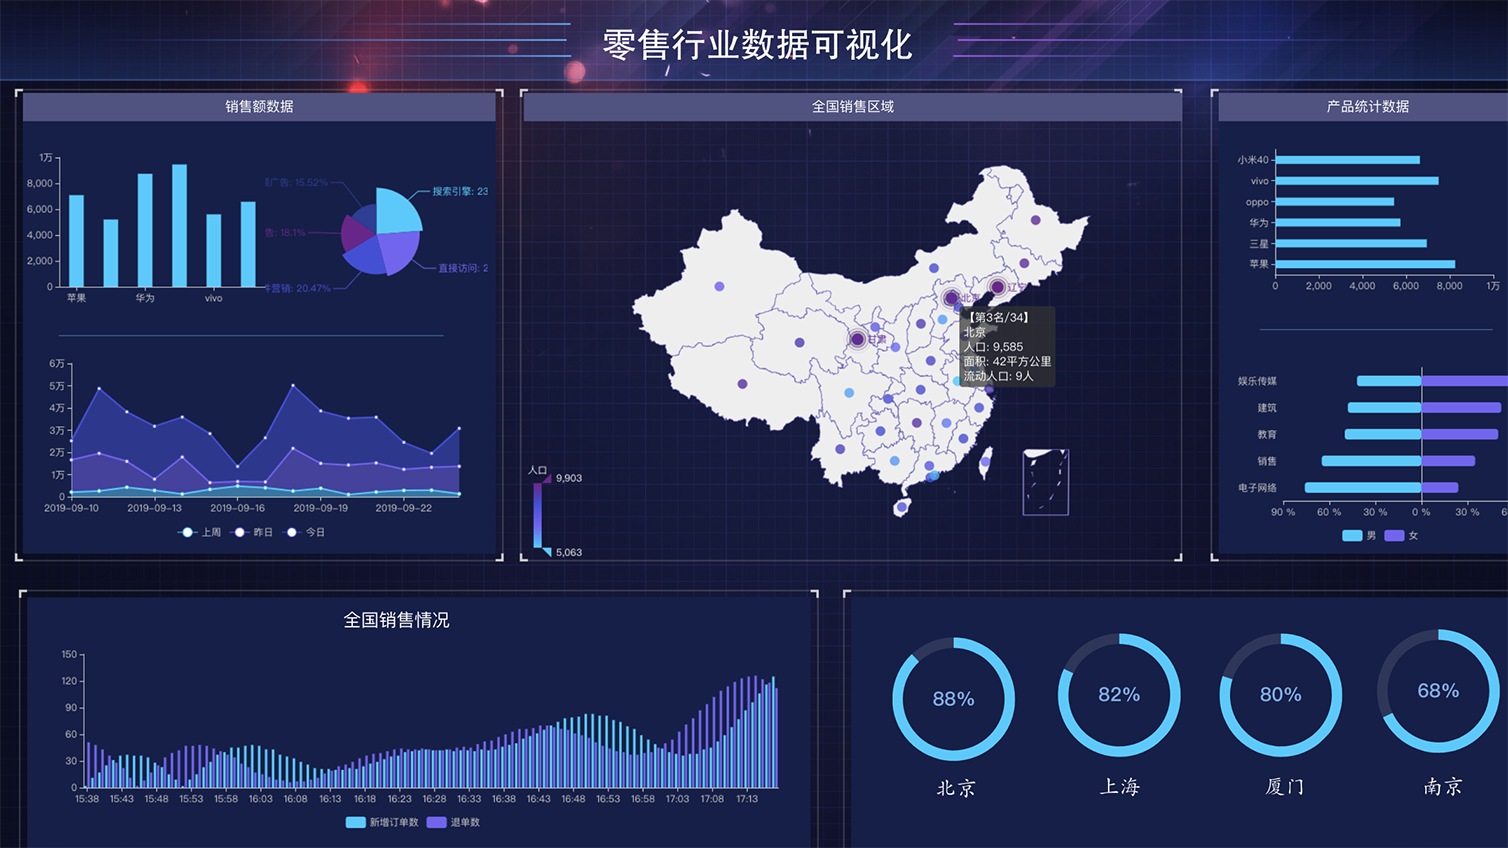 零售行业数据可视化
销售额数据
1万
8,000
6,000
4,000
2,000
0
苹果 华为 vivo
广告: 15.52%
搜索引擎: 23
告: 18.1%
直接访问: 2
营销: 20.47%
6万
5万
4万
3万
2万
1万
0
2019-09-10 2019-09-13 2019-09-16 2019-09-19 2019-09-22
上周 昨日 今日
全国销售区域
北京
辽宁
甘肃
【第3名/34】
北京
人口: 9,585
面积: 42平方公里
流动人口: 9人
人口
9,903
5,063
产品统计数据
小米40
vivo
oppo
华为
三星
苹果
0 2,000 4,000 6,000 8,000 1万
娱乐传媒
建筑
教育
销售
电子网络
90 % 60 % 30 % 0 % 30 % 6
男 女
全国销售情况
150
120
90
60
30
0
15:38 15:43 15:48 15:53 15:58 16:03 16:08 16:13 16:18 16:23 16:28 16:33 16:38 16:43 16:48 16:53 16:58 17:03 17:08 17:13
新增订单数 退单数
88% 82% 80% 68%
北京 上海 厦门 南京